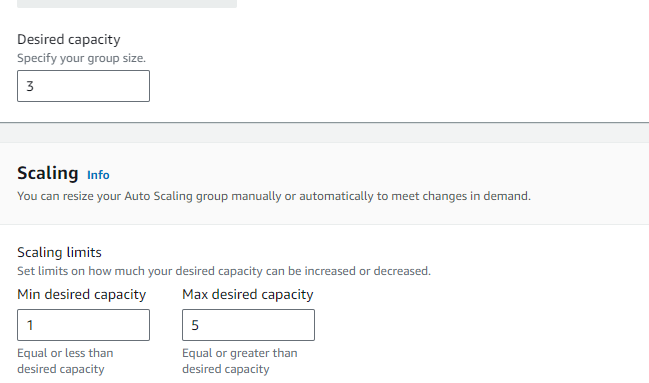 Desired capacity
Specify your group size.
3
Scaling Info
You can resize your Auto Scaling group manually or automatically to meet changes in demand.
Scaling limits
Set limits on how much your desired capacity can be increased or decreased.
Min desired capacity Max desired capacity
1 5
Equal or less than Equal or greater than
desired capacity desired capacity